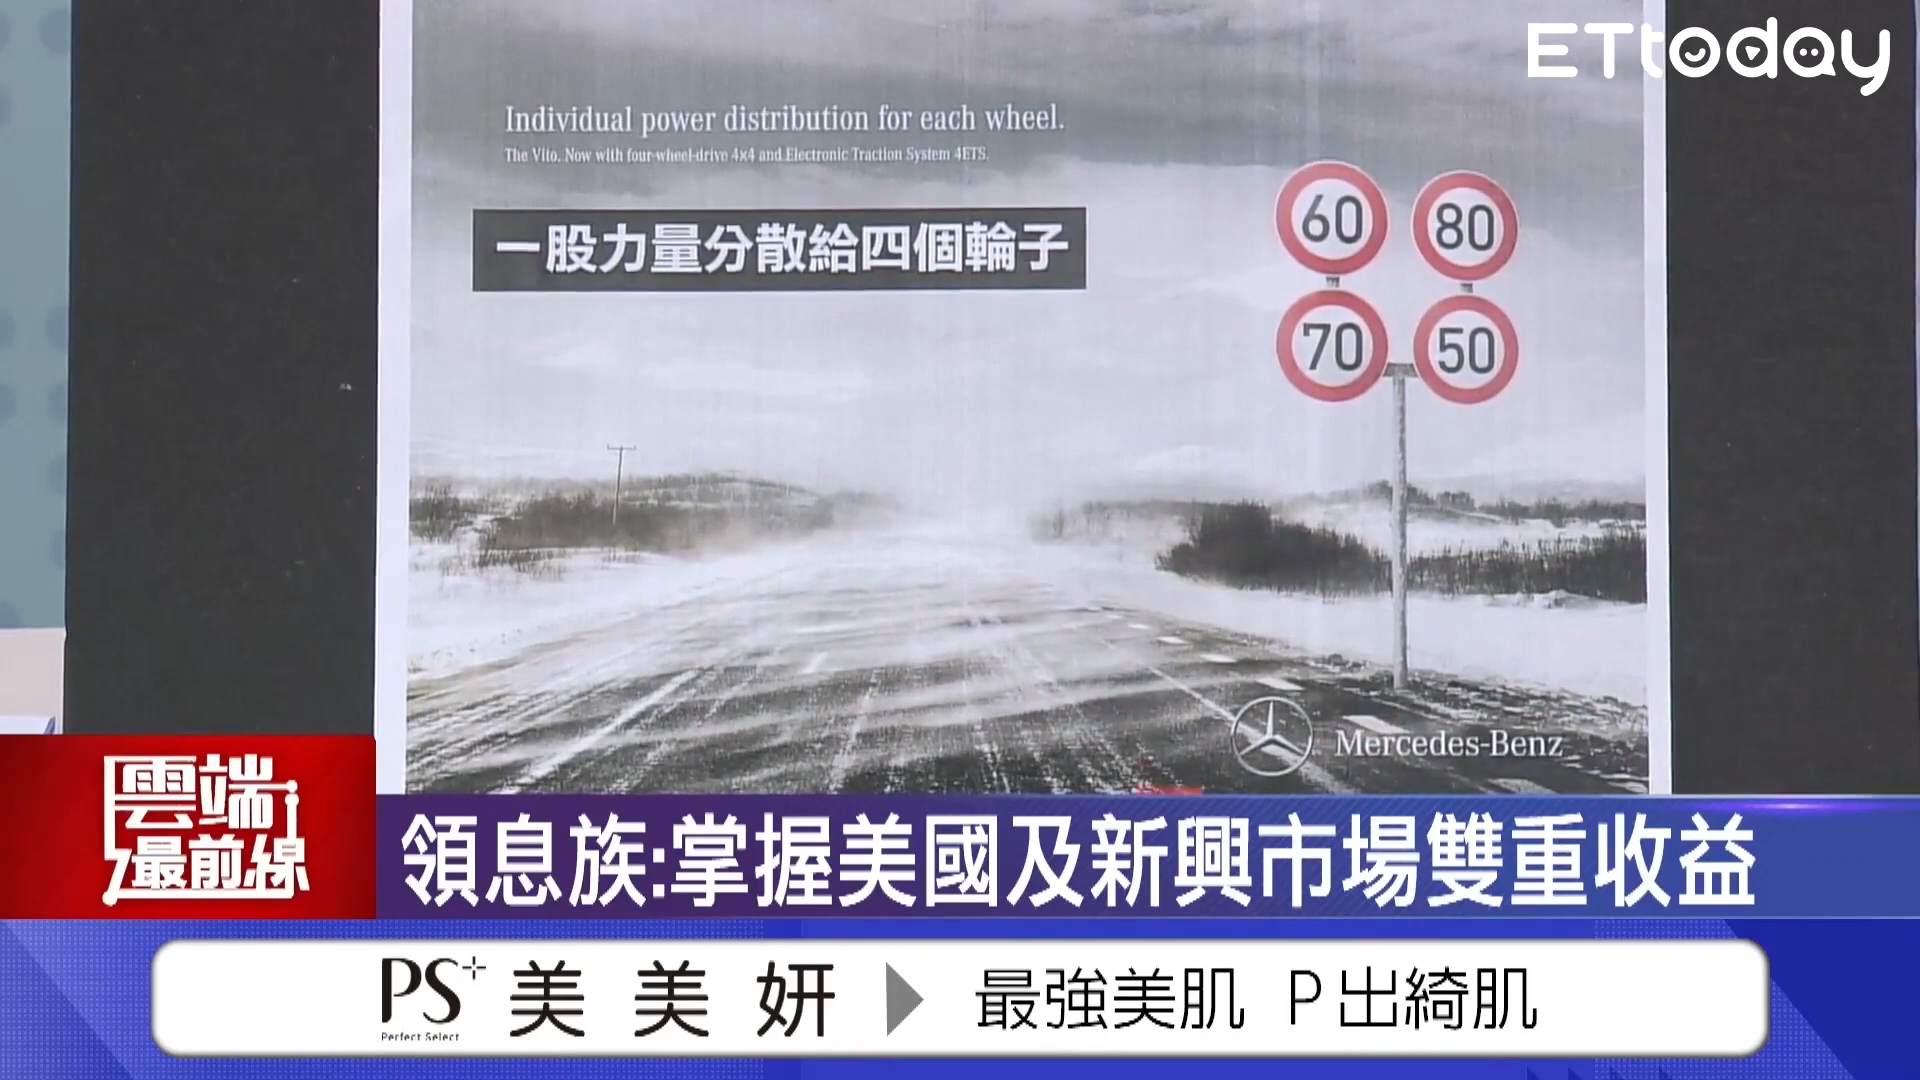 ETtoday
Individual power distribution for each wheel.
The Vito. Now with four-wheel-drive 4x4 and Electronic Traction System 4ETS.
一股力量分散給四個輪子
60
80
70
50
Mercedes-Benz
雲端
最前線
領息族:掌握美國及新興市場雙重收益
PS+ 美美妍
Perfect Select
最強美肌 P出綺肌